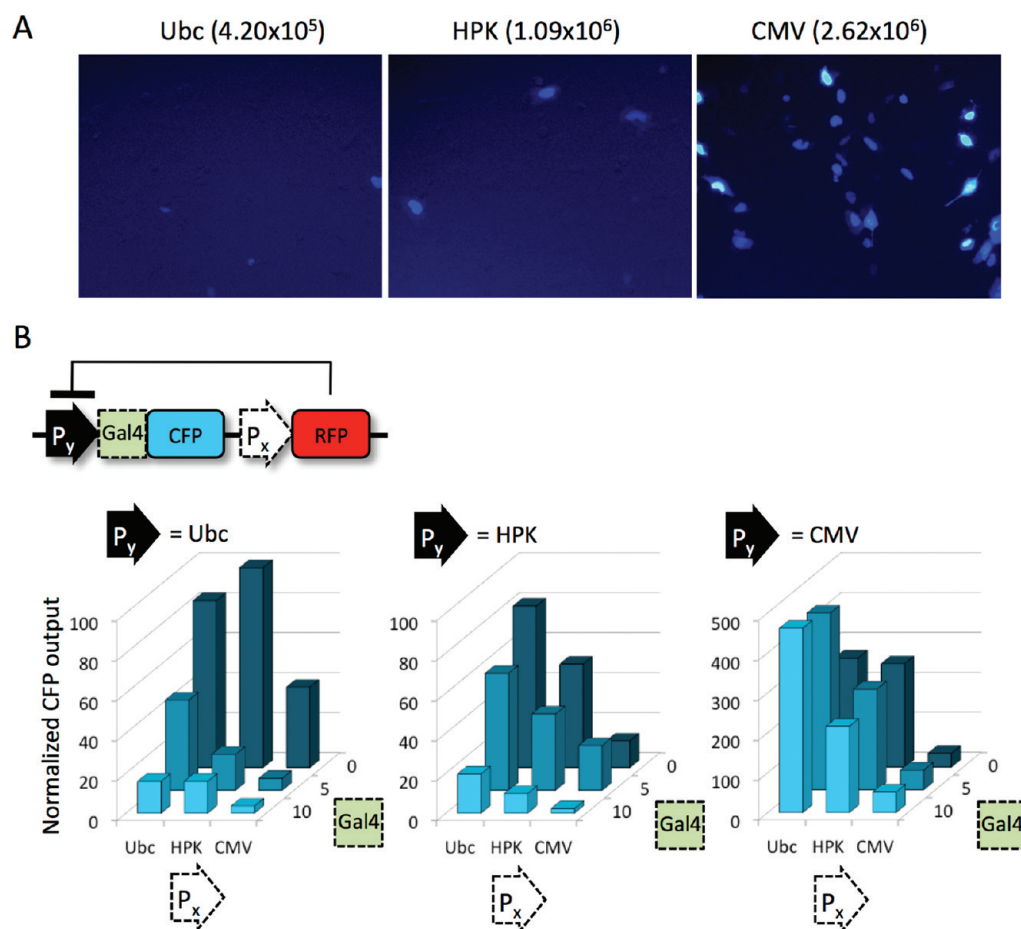 A
Ubc (4.20x10⁵)
HPK (1.09x10⁶)
CMV (2.62x10⁶)
B
Py
Gal4
CFP
Px
RFP
Py = Ubc
Py = HPK
Py = CMV
Normalized CFP output
100
80
60
40
20
0
0
5
10
Ubc HPK CMV
Gal4
Px
100
80
60
40
20
0
0
5
10
Ubc HPK CMV
Gal4
Px
500
400
300
200
100
0
0
5
10
Ubc HPK CMV
Gal4
Px